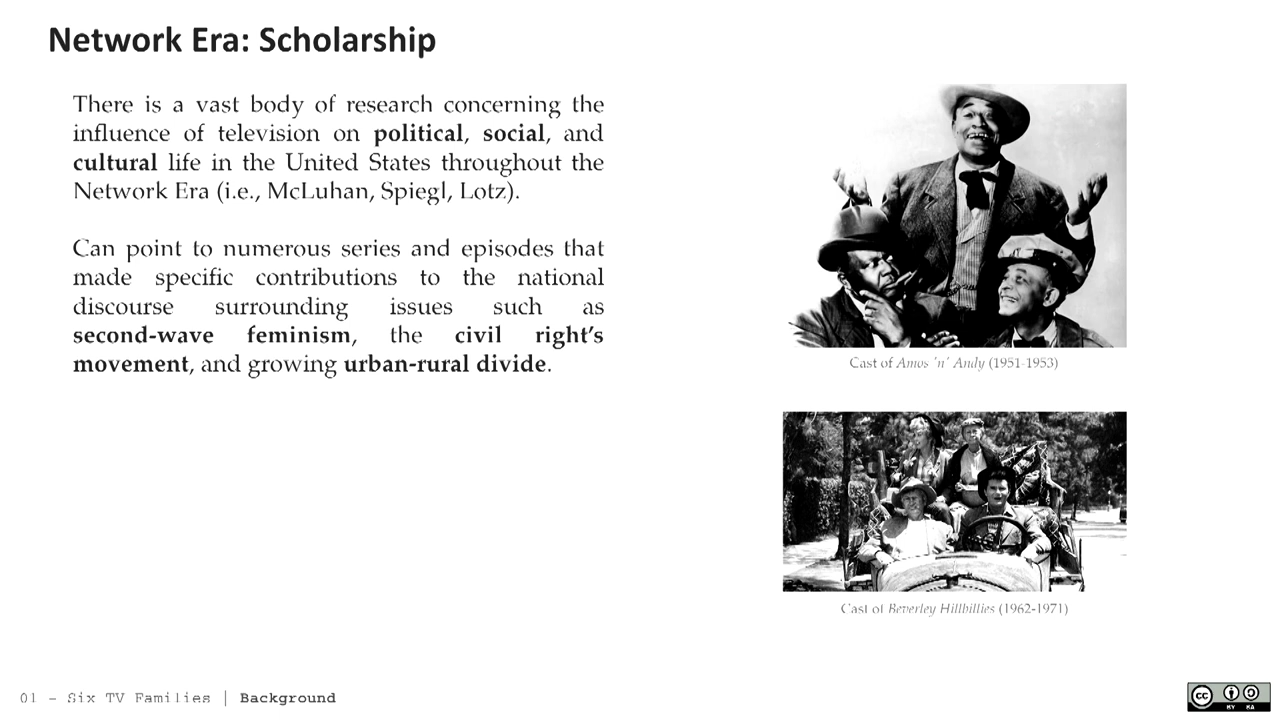 Network Era: Scholarship
There is a vast body of research concerning the
influence of television on political, social, and
cultural life in the United States throughout the
Network Era (i.e., McLuhan, Spiegl, Lotz).
Can point to numerous series and episodes that
made specific contributions to the national
discourse surrounding issues such as
second-wave feminism, the civil right's
movement, and growing urban-rural divide.
Cast of Amos 'n' Andy (1951-1953)
Cast of Beverley Hillbillies (1962-1971)
01 – Six TV Families | Background
cc